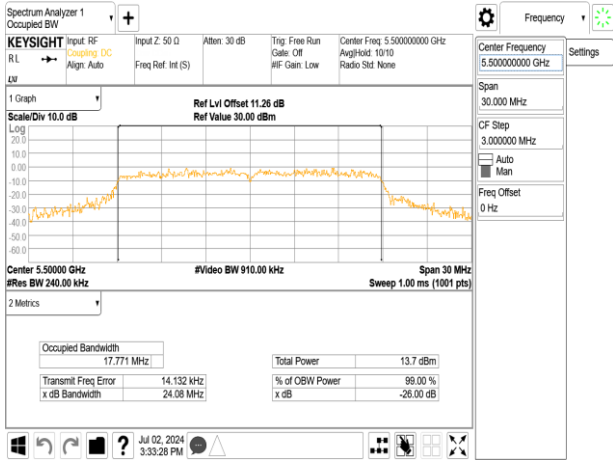 Spectrum Analyzer 1
Occupied BW
+
Frequency
KEYSIGHT
R L
Input: RF
Coupling: DC
Align: Auto
Input Z: 50 Ω
Freq Ref: Int (S)
Atten: 30 dB
Trig: Free Run
Gate: Off
#IF Gain: Low
Center Freq: 5.500000000 GHz
Avg|Hold: 10/10
Radio Std: None
LXI
Center Frequency
5.500000000 GHz
Settings
Span
30.000 MHz
CF Step
3.000000 MHz
Auto
Man
Freq Offset
0 Hz
1 Graph
Scale/Div 10.0 dB
Ref Lvl Offset 11.26 dB
Ref Value 30.00 dBm
Log
20.0
10.0
0.00
-10.0
-20.0
-30.0
-40.0
-50.0
-60.0
Center 5.50000 GHz
#Res BW 240.00 kHz
#Video BW 910.00 kHz
Span 30 MHz
Sweep 1.00 ms (1001 pts)
2 Metrics
Occupied Bandwidth
17.771 MHz
Total Power 13.7 dBm
Transmit Freq Error 14.132 kHz
% of OBW Power 99.00 %
x dB Bandwidth 24.08 MHz
x dB -26.00 dB
?
Jul 02, 2024
3:33:28 PM